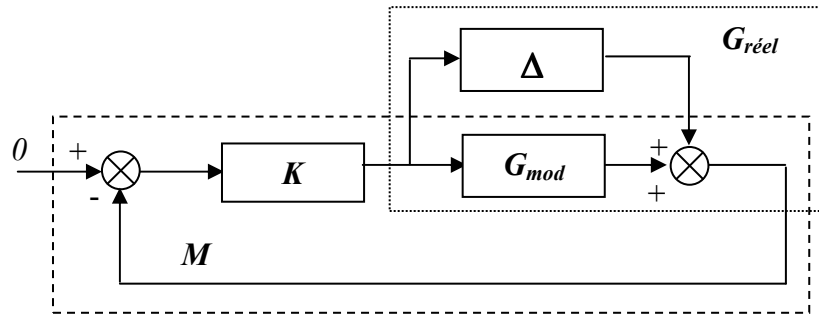 G_réel
Δ
0
+
-
K
G_mod
+
+
M